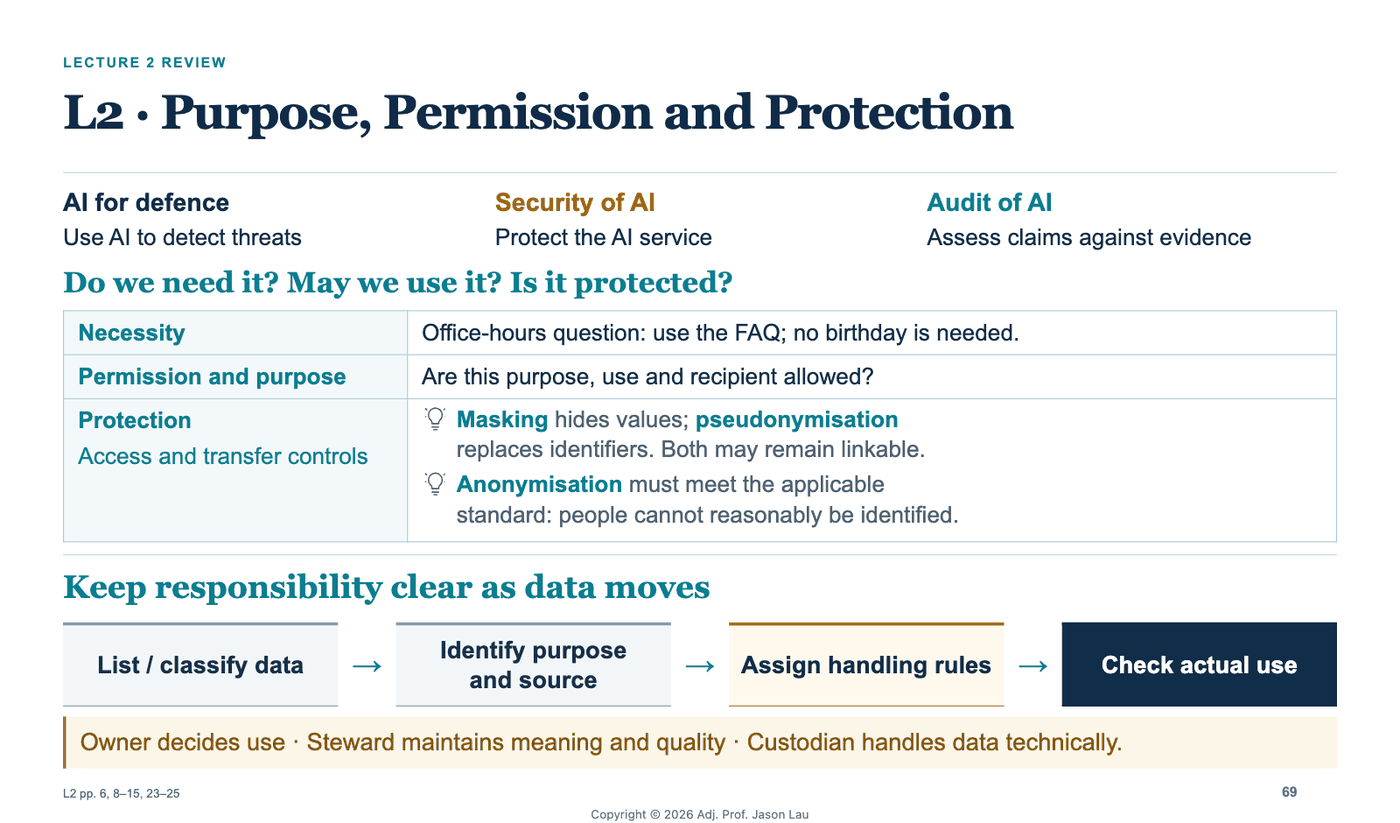 LECTURE 2 REVIEW
L2 · Purpose, Permission and Protection
AI for defence
Use AI to detect threats
Security of AI
Protect the AI service
Audit of AI
Assess claims against evidence
Do we need it? May we use it? Is it protected?
Necessity
Office-hours question: use the FAQ; no birthday is needed.
Permission and purpose
Are this purpose, use and recipient allowed?
Protection
Access and transfer controls
Masking hides values; pseudonymisation
replaces identifiers. Both may remain linkable.
Anonymisation must meet the applicable
standard: people cannot reasonably be identified.
Keep responsibility clear as data moves
List / classify data
→
Identify purpose
and source
→
Assign handling rules
→
Check actual use
Owner decides use · Steward maintains meaning and quality · Custodian handles data technically.
L2 pp. 6, 8–15, 23–25
69
Copyright © 2026 Adj. Prof. Jason Lau